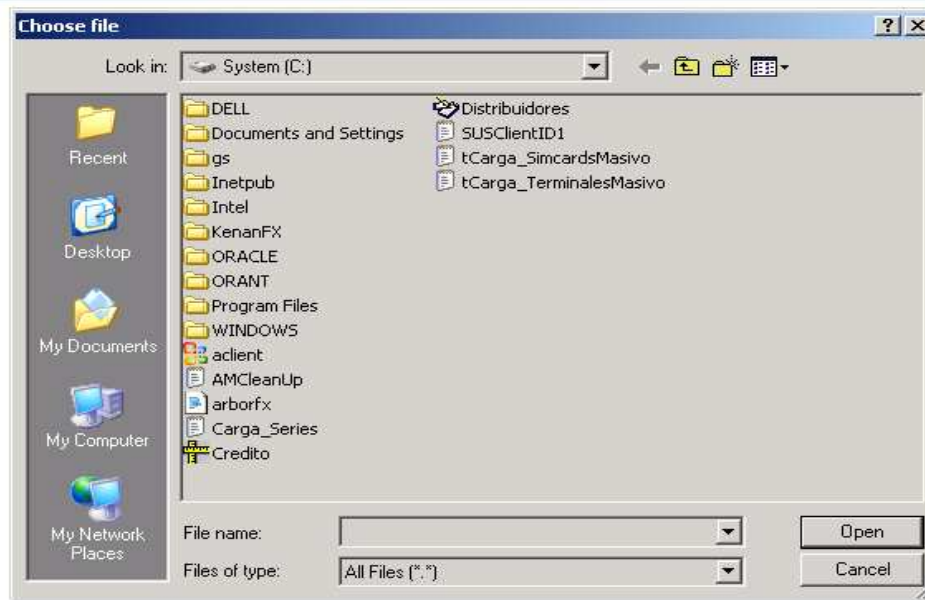 Choose file
Look in:
System (C:)
Recent
Desktop
My Documents
My Computer
My Network
Places
DELL
Documents and Settings
gs
Inetpub
Intel
KenanFX
ORACLE
ORANT
Program Files
WINDOWS
aclient
AMCleanUp
arborfx
Carga_Series
Credito
Distribuidores
SUSClientID1
tCarga_SimcardsMasivo
tCarga_TerminalesMasivo
File name:
Open
Files of type:
All Files (*.*)
Cancel